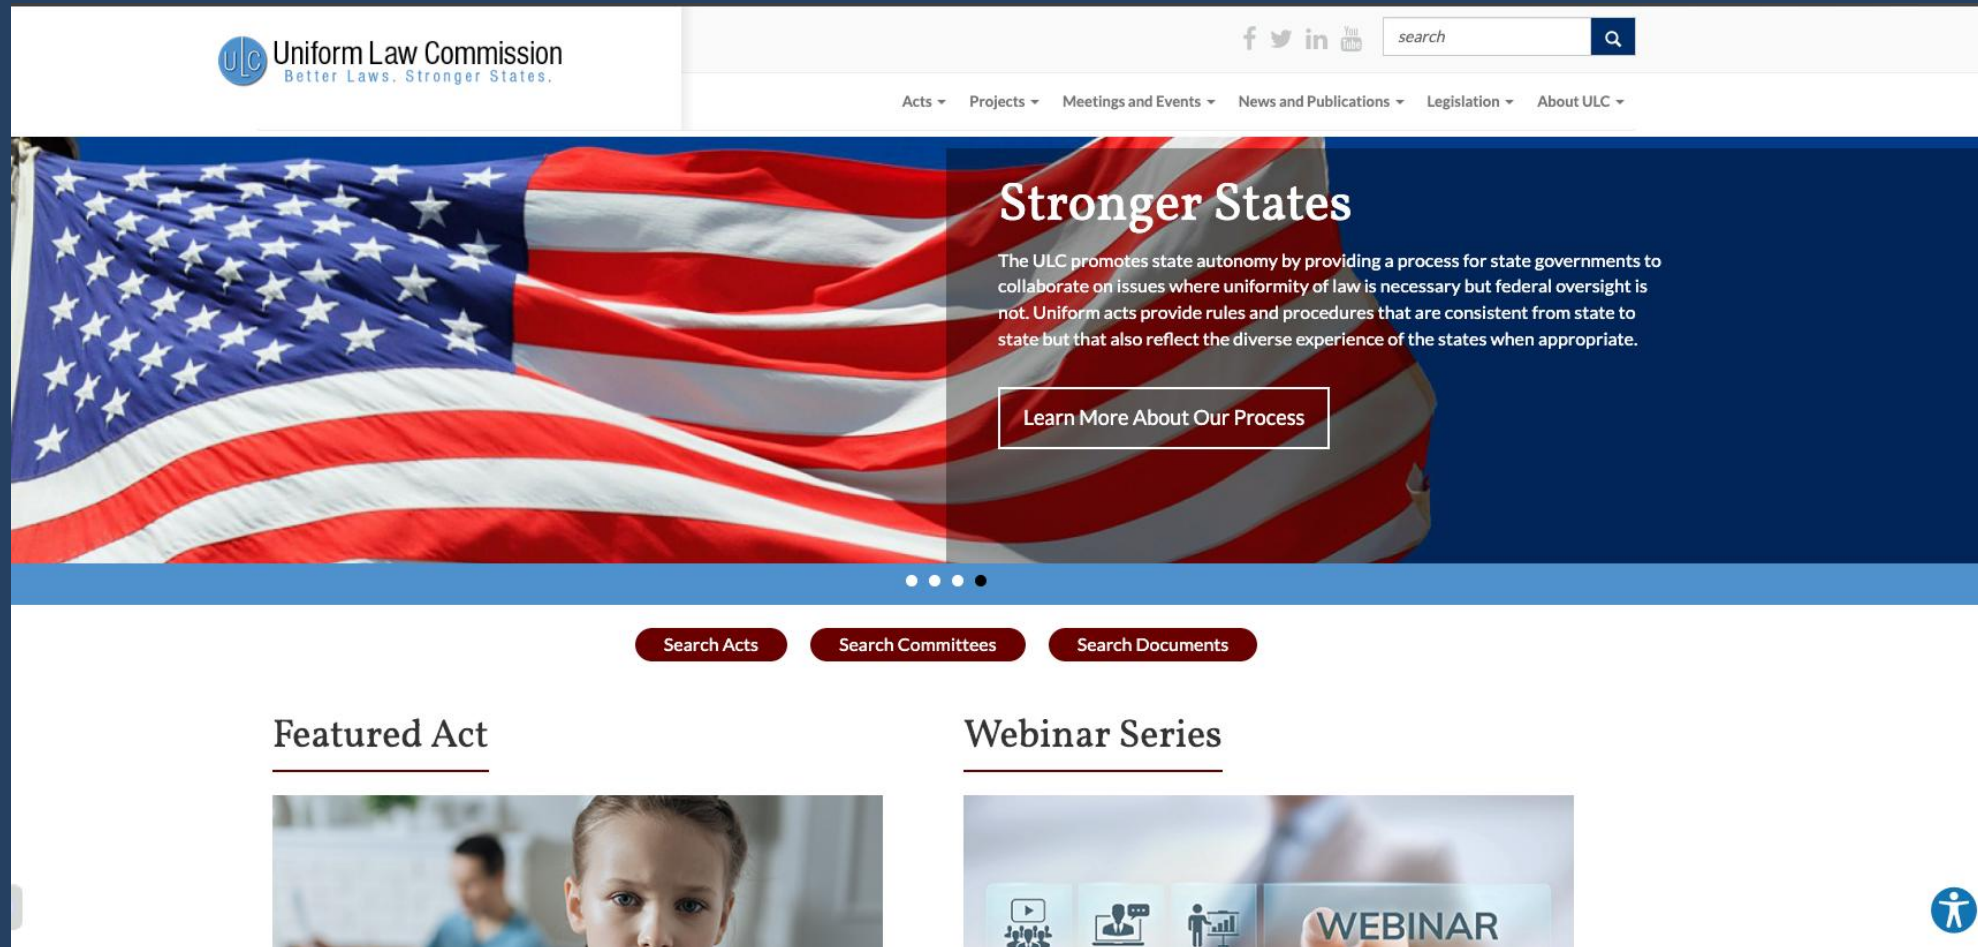 ULC Uniform Law Commission
Better Laws. Stronger States.
You
Tube
search
Acts
Projects
Meetings and Events
News and Publications
Legislation
About ULC
Stronger States
The ULC promotes state autonomy by providing a process for state governments to
collaborate on issues where uniformity of law is necessary but federal oversight is
not. Uniform acts provide rules and procedures that are consistent from state to
state but that also reflect the diverse experience of the states when appropriate.
Learn More About Our Process
Search Acts
Search Committees
Search Documents
Featured Act
Webinar Series
WEBINAR